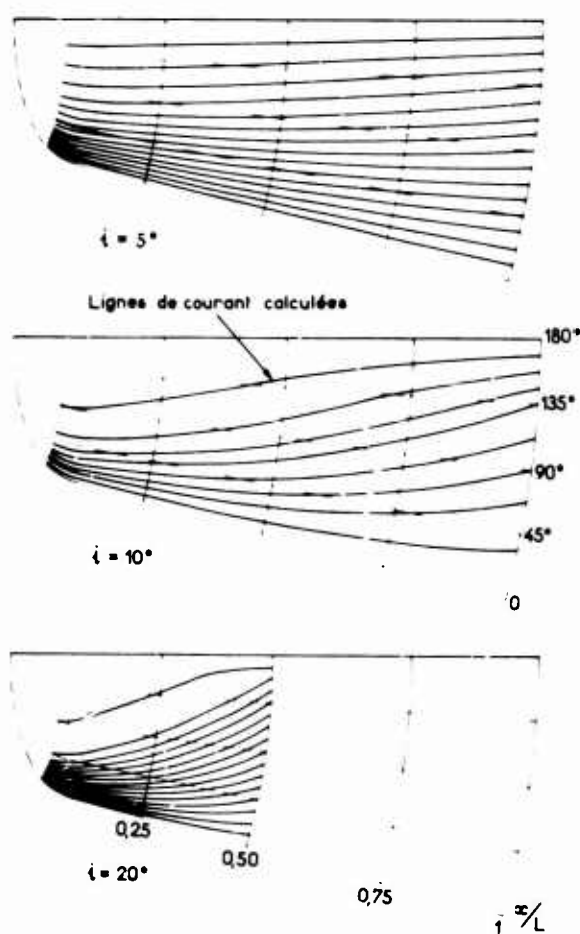 i = 5°
Lignes de courant calculées
180°
135°
90°
45°
i = 10°
0
0,25
0,50
i = 20°
0,75
1 x/L